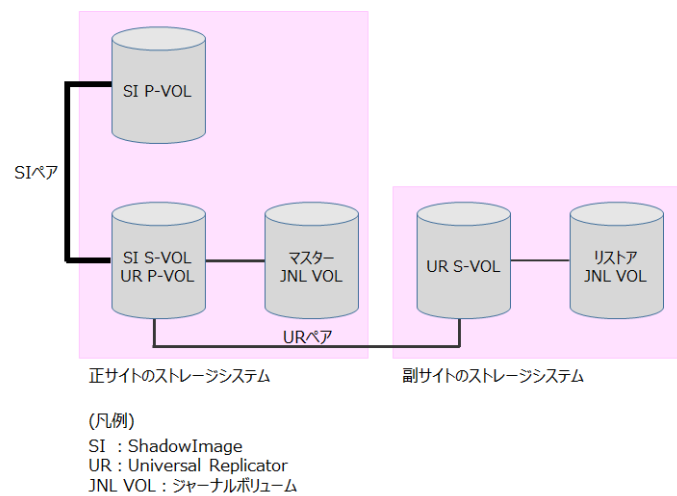 SI P-VOL
SIペア
SI S-VOL
UR P-VOL
マスター
JNL VOL
UR S-VOL
リストア
JNL VOL
URペア
正サイトのストレージシステム
副サイトのストレージシステム
(凡例)
SI ：ShadowImage
UR：Universal Replicator
JNL VOL：ジャーナルボリューム